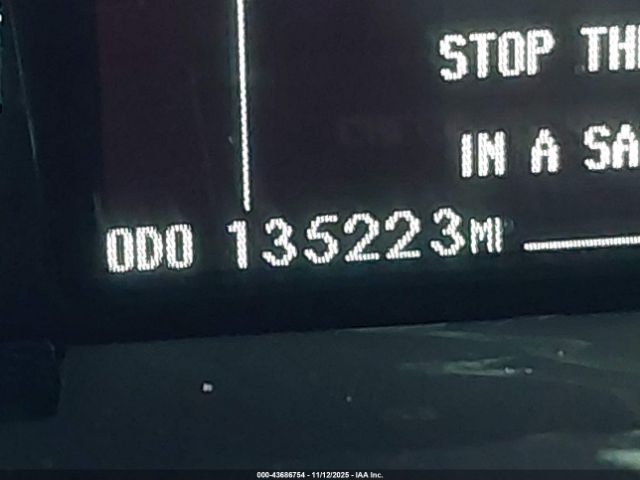 STOP TH
IN A SA
ODO 135223MI
000-43686754 - 11/12/2025 - IAA Inc.